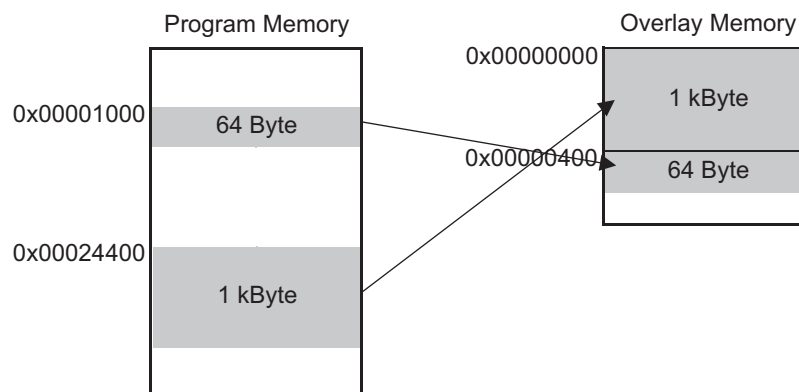 Program Memory
Overlay Memory
0x00000000
1 kByte
0x00001000
64 Byte
0x00000400
64 Byte
0x00024400
1 kByte